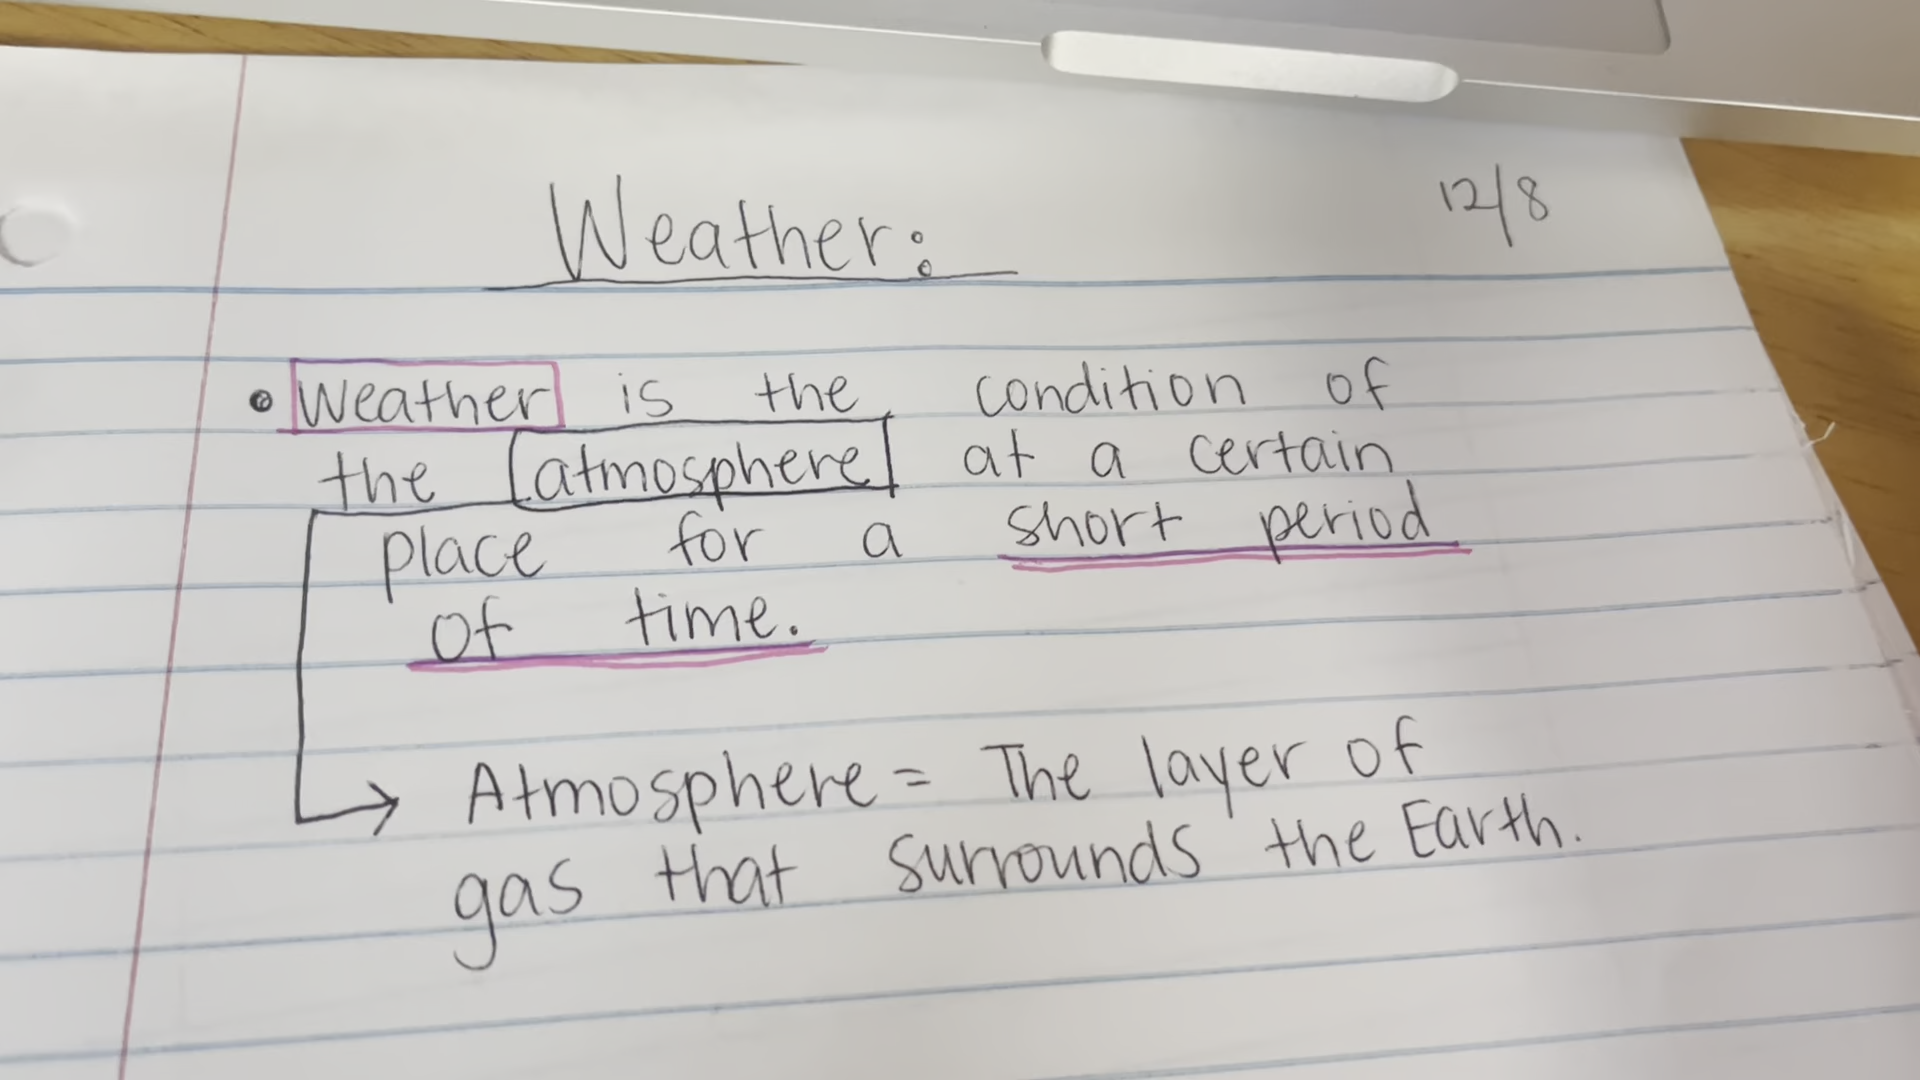 Weather:
12/8
• Weather is the condition of
the atmosphere at a certain
place for a short period
of time.
→ Atmosphere = The layer of
gas that surrounds the Earth.